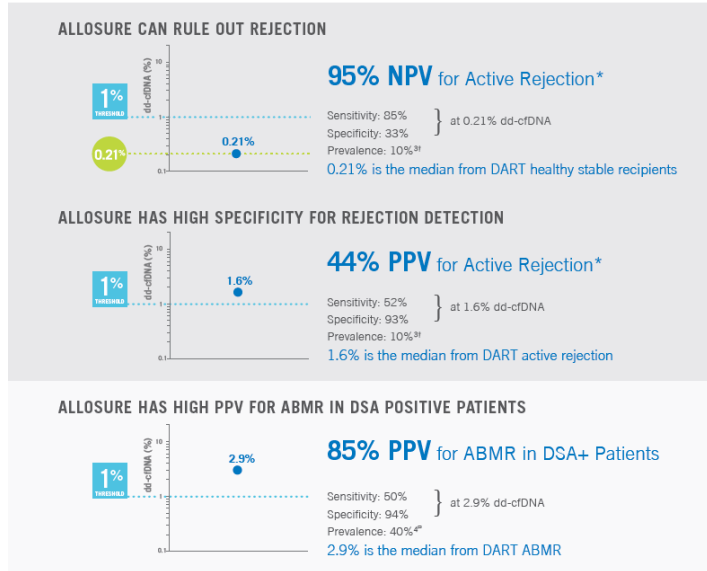 ALLOSURE CAN RULE OUT REJECTION
dd-cfDNA (%)
10
1
0.1
1%
THRESHOLD
0.21%
0.21%
95% NPV for Active Rejection*
Sensitivity: 85%
Specificity: 33%
Prevalence: 10%³†
} at 0.21% dd-cfDNA
0.21% is the median from DART healthy stable recipients
ALLOSURE HAS HIGH SPECIFICITY FOR REJECTION DETECTION
dd-cfDNA (%)
10
1
0.1
1%
THRESHOLD
1.6%
44% PPV for Active Rejection*
Sensitivity: 52%
Specificity: 93%
Prevalence: 10%³†
} at 1.6% dd-cfDNA
1.6% is the median from DART active rejection
ALLOSURE HAS HIGH PPV FOR ABMR IN DSA POSITIVE PATIENTS
dd-cfDNA (%)
10
1
0.1
1%
THRESHOLD
2.9%
85% PPV for ABMR in DSA+ Patients
Sensitivity: 50%
Specificity: 94%
Prevalence: 40%⁴
} at 2.9% dd-cfDNA
2.9% is the median from DART ABMR